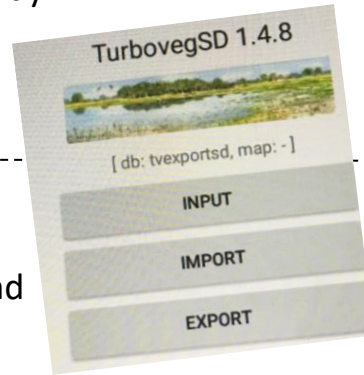 TurbovegSD 1.4.8
[ db: tvexportsd, map: - ]
INPUT
IMPORT
EXPORT